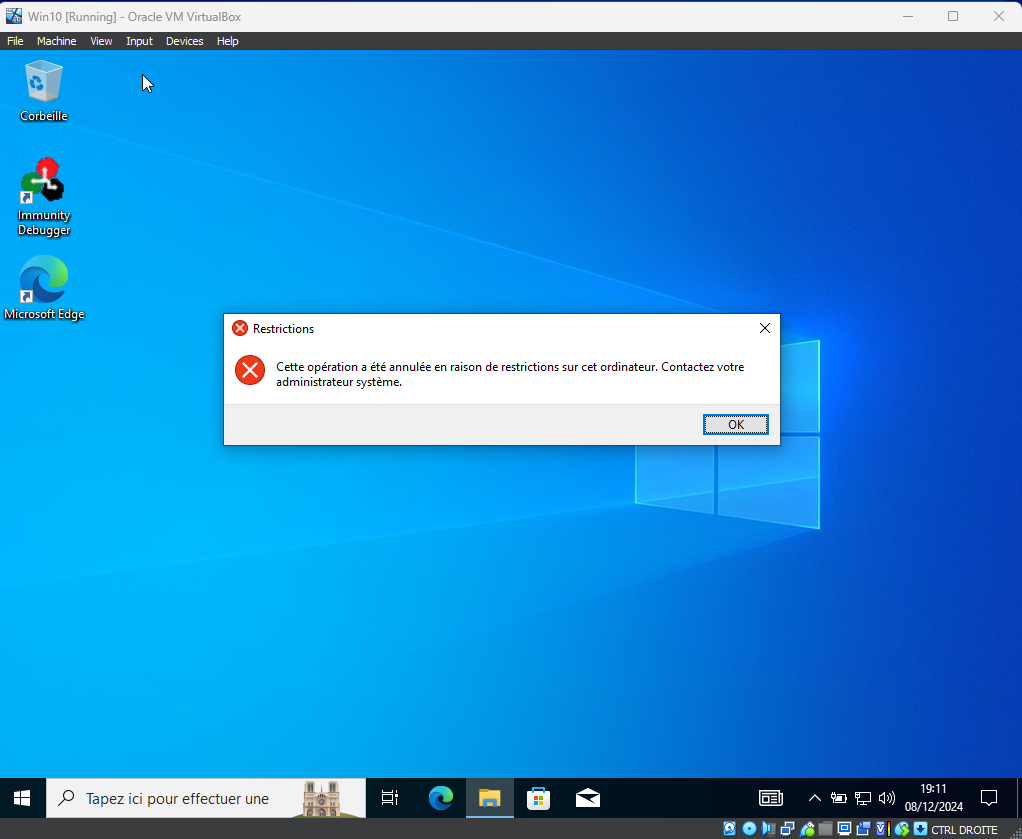 Win10 [Running] - Oracle VM VirtualBox
File Machine View Input Devices Help
Corbeille
Immunity
Debugger
Microsoft Edge
Restrictions
Cette opération a été annulée en raison de restrictions sur cet ordinateur. Contactez votre
administrateur système.
OK
Tapez ici pour effectuer une
19:11
08/12/2024
CTRL DROITE